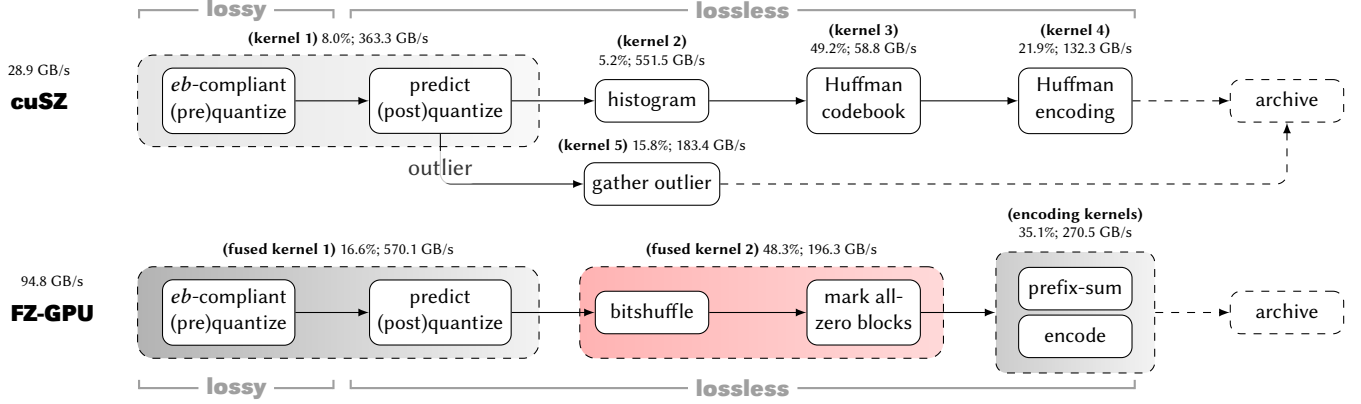 lossy
lossless
(kernel 1) 8.0%; 363.3 GB/s
(kernel 2)
5.2%; 551.5 GB/s
(kernel 3)
49.2%; 58.8 GB/s
(kernel 4)
21.9%; 132.3 GB/s
28.9 GB/s
cuSZ
eb-compliant
(pre)quantize
predict
(post)quantize
histogram
Huffman
codebook
Huffman
encoding
archive
outlier
(kernel 5) 15.8%; 183.4 GB/s
gather outlier
(fused kernel 1) 16.6%; 570.1 GB/s
(fused kernel 2) 48.3%; 196.3 GB/s
(encoding kernels)
35.1%; 270.5 GB/s
94.8 GB/s
FZ-GPU
eb-compliant
(pre)quantize
predict
(post)quantize
bitshuffle
mark all-
zero blocks
prefix-sum
encode
archive
lossy
lossless